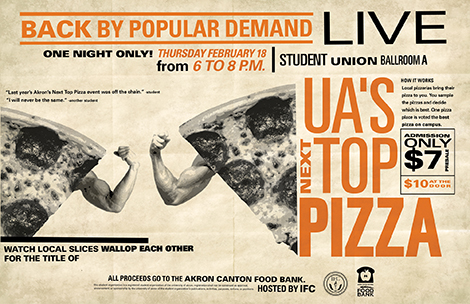 BACK BY POPULAR DEMAND LIVE
ONE NIGHT ONLY! THURSDAY FEBRUARY 18
from 6 TO 8 P.M.
STUDENT UNION BALLROOM A
"Last year's Akron's Next Top Pizza event was off the chain." -student
"I will never be the same." -another student
UA'S
NEXT
TOP
PIZZA
HOW IT WORKS
Local pizzerias bring their
pizza to you. You sample
the pizzas and decide
which is best. One pizza
place is voted the best
pizza on campus.
ADMISSION
ONLY
$7
PRESALE
$10 AT THE DOOR
WATCH LOCAL SLICES WALLOP EACH OTHER
FOR THE TITLE OF
ALL PROCEEDS GO TO THE AKRON CANTON FOOD BANK.
HOSTED BY IFC
FOOD
BANK